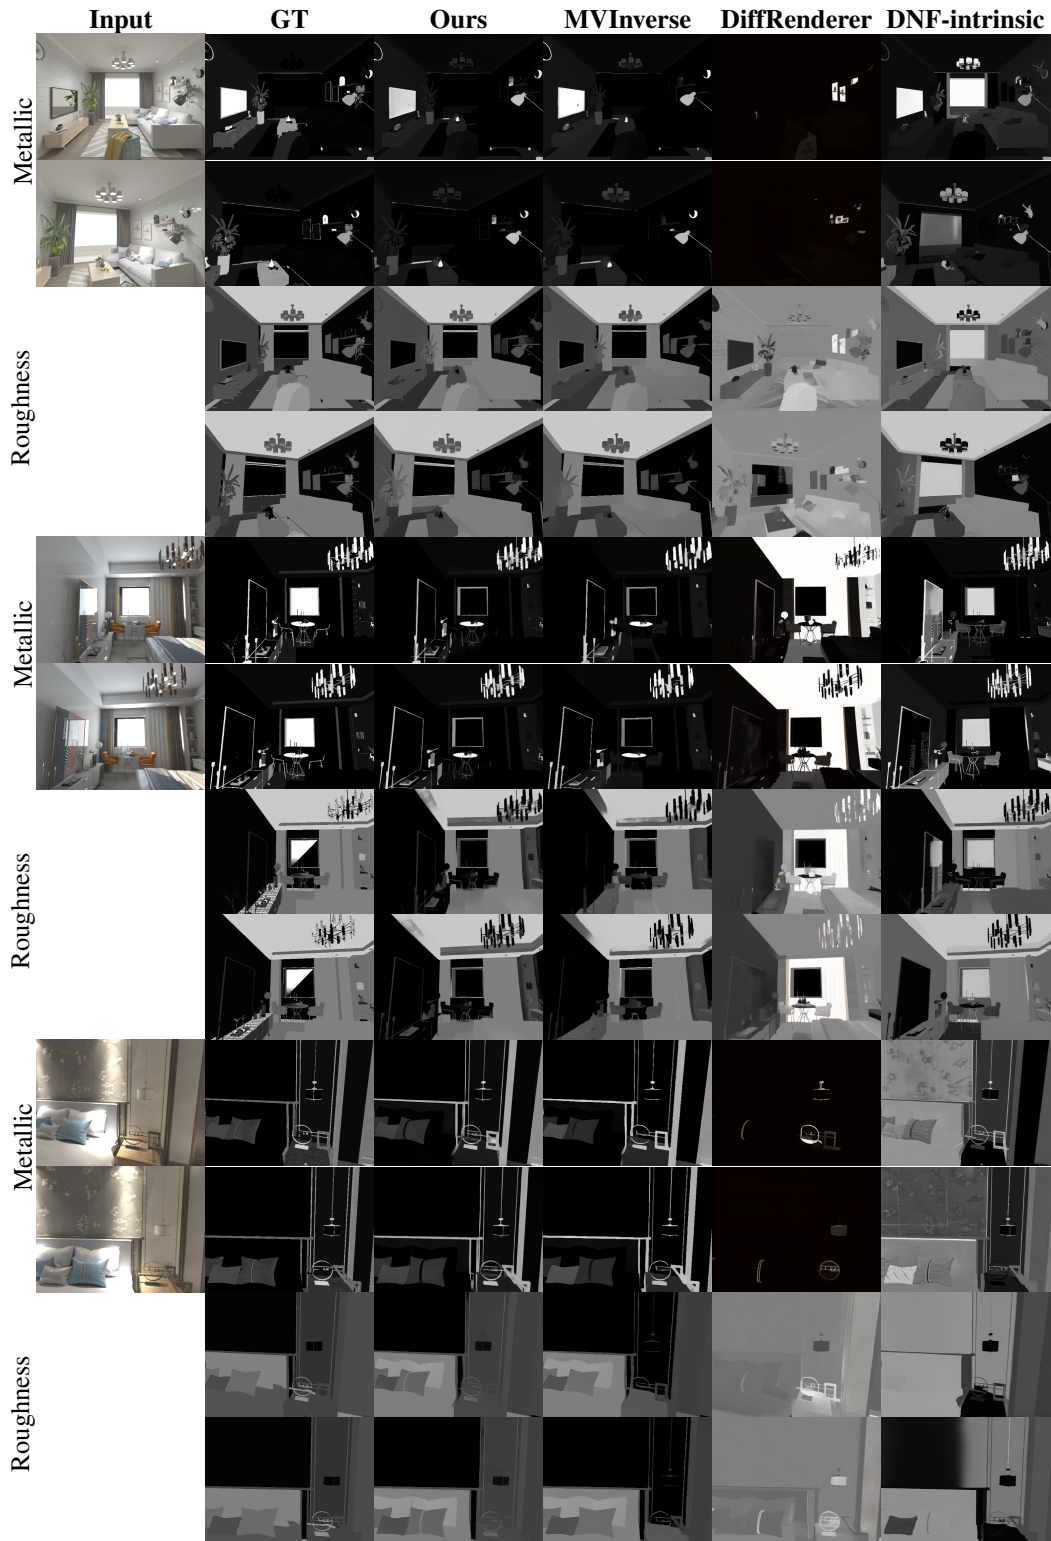 Input GT Ours MVInverse DiffRenderer DNF-intrinsic
Metallic
Roughness
Metallic
Roughness
Metallic
Roughness